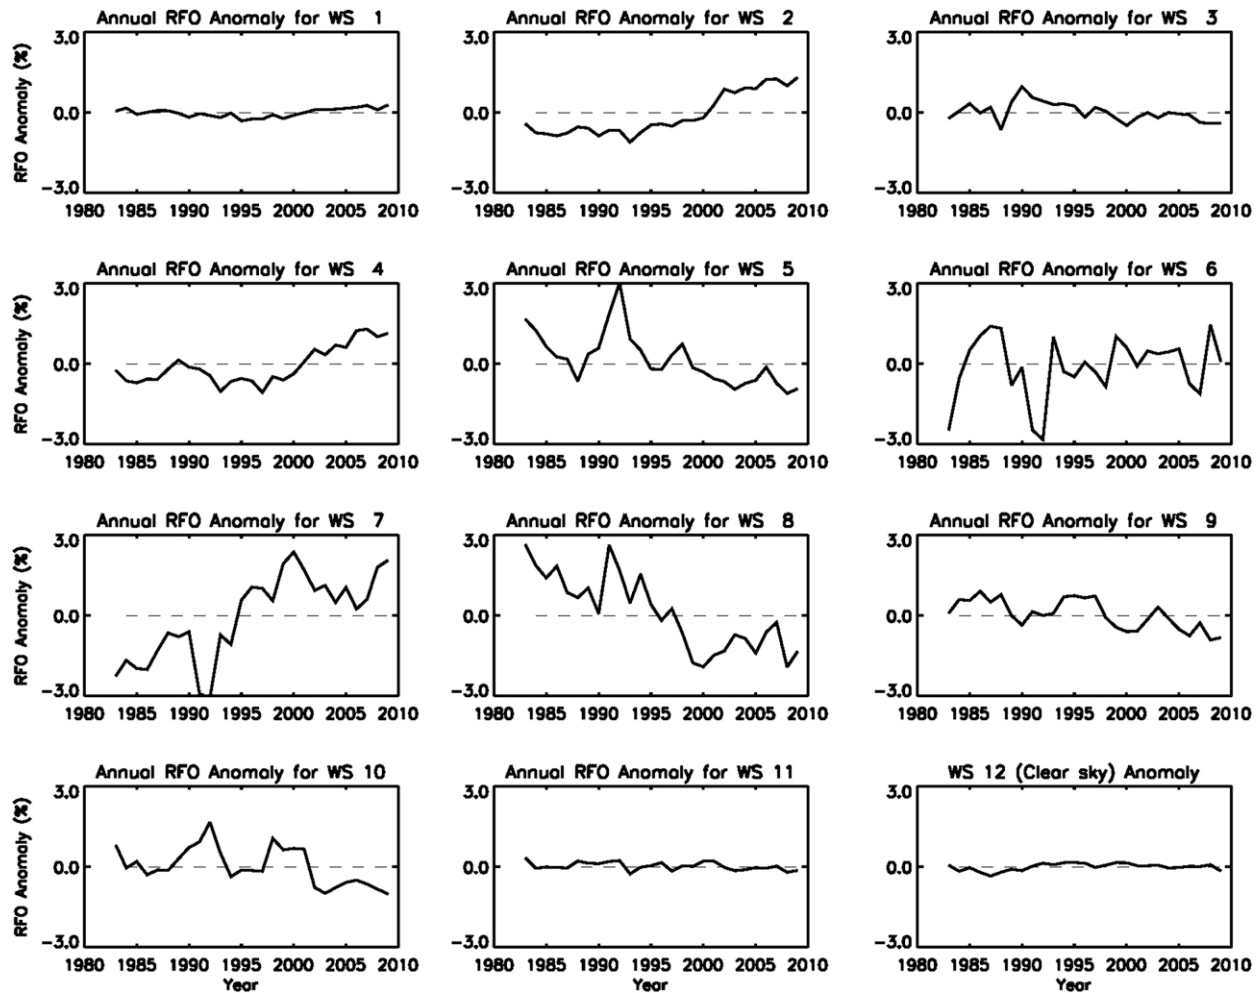 Annual RFO Anomaly for WS 1
Annual RFO Anomaly for WS 2
Annual RFO Anomaly for WS 3
RFO Anomaly (%)
3.0 3.0 3.0
0.0 0.0 0.0
-3.0 -3.0 -3.0
1980 1985 1990 1995 2000 2005 2010
1980 1985 1990 1995 2000 2005 2010
1980 1985 1990 1995 2000 2005 2010
Annual RFO Anomaly for WS 4
Annual RFO Anomaly for WS 5
Annual RFO Anomaly for WS 6
RFO Anomaly (%)
3.0 3.0 3.0
0.0 0.0 0.0
-3.0 -3.0 -3.0
1980 1985 1990 1995 2000 2005 2010
1980 1985 1990 1995 2000 2005 2010
1980 1985 1990 1995 2000 2005 2010
Annual RFO Anomaly for WS 7
Annual RFO Anomaly for WS 8
Annual RFO Anomaly for WS 9
RFO Anomaly (%)
3.0 3.0 3.0
0.0 0.0 0.0
-3.0 -3.0 -3.0
1980 1985 1990 1995 2000 2005 2010
1980 1985 1990 1995 2000 2005 2010
1980 1985 1990 1995 2000 2005 2010
Annual RFO Anomaly for WS 10
Annual RFO Anomaly for WS 11
WS 12 (Clear sky) Anomaly
RFO Anomaly (%)
3.0 3.0 3.0
0.0 0.0 0.0
-3.0 -3.0 -3.0
1980 1985 1990 1995 2000 2005 2010
1980 1985 1990 1995 2000 2005 2010
1980 1985 1990 1995 2000 2005 2010
Year Year Year